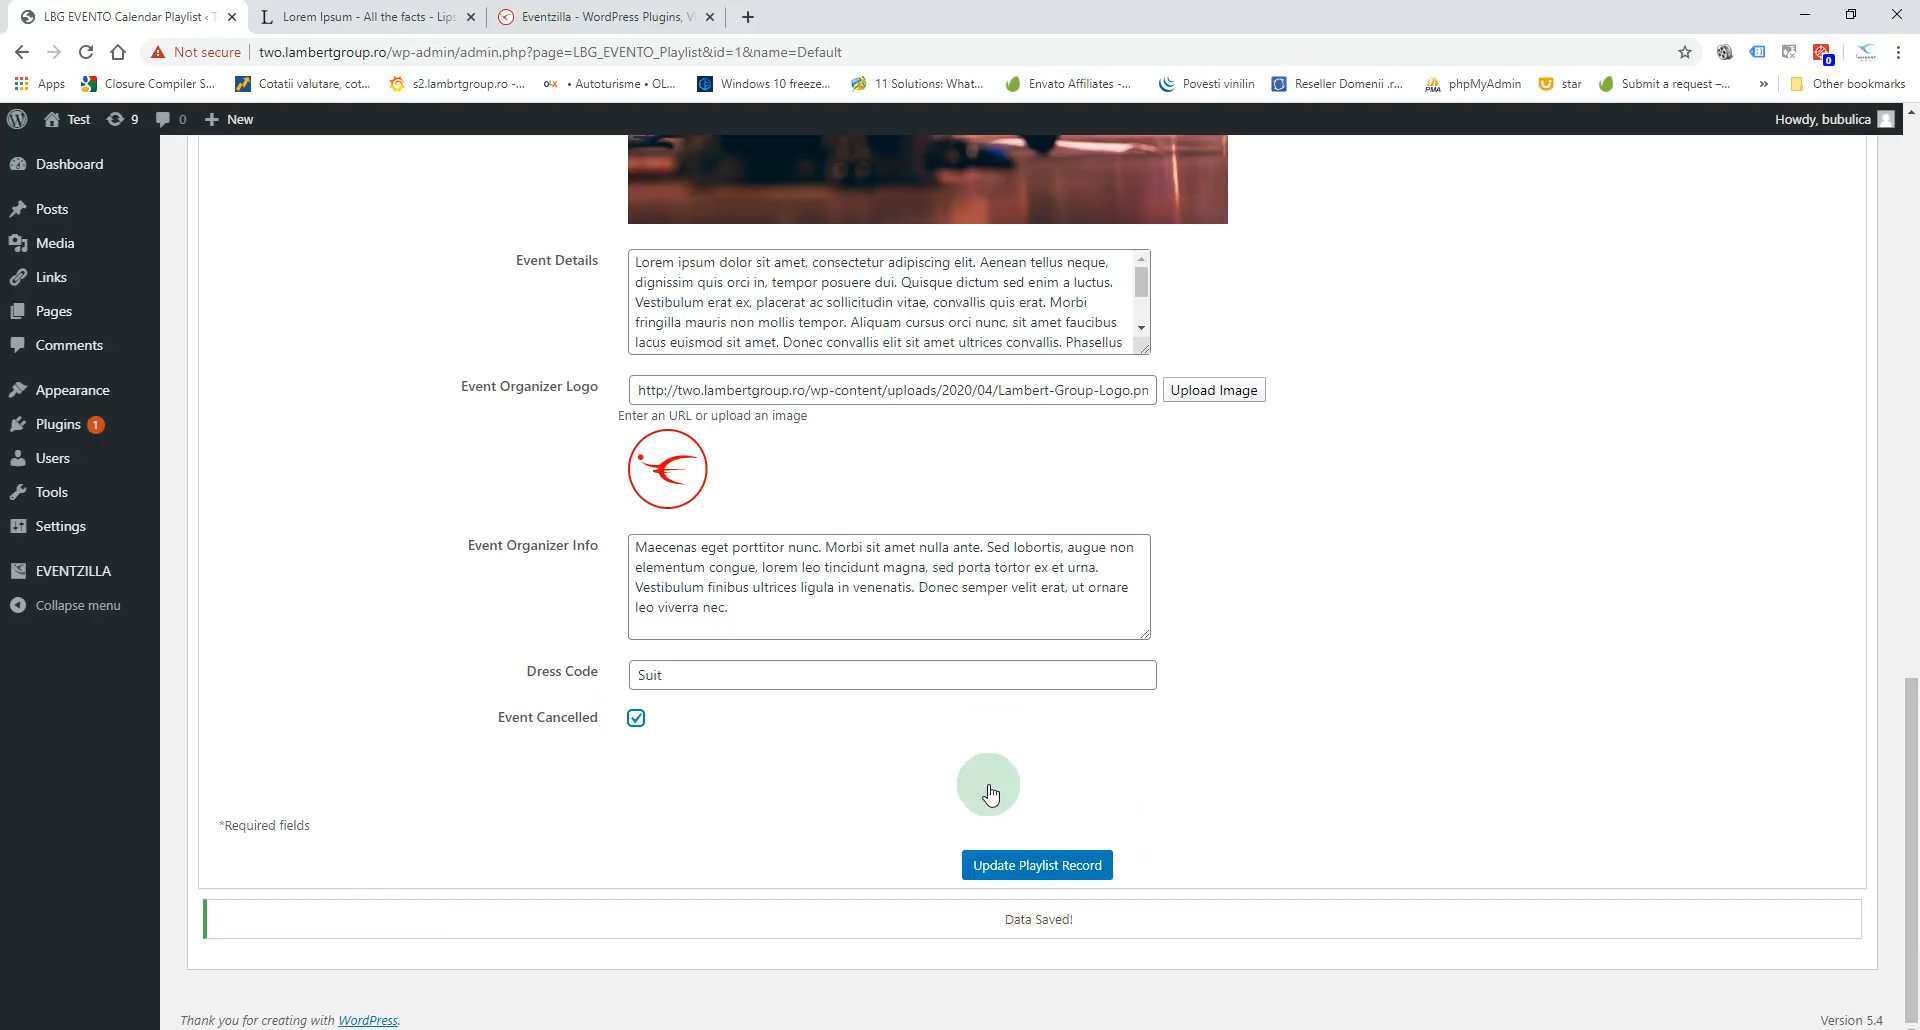 LBG EVENTO Calendar Playlist ‹ T
Lorem Ipsum - All the facts - Lips
Eventzilla - WordPress Plugins, Vi
Not secure
two.lambertgroup.ro/wp-admin/admin.php?page=LBG_EVENTO_Playlist&id=1&name=Default
0
Apps
Closure Compiler S...
Cotatii valutare, cot...
s2.lambrtgroup.ro -...
• Autoturisme • OL...
Windows 10 freeze...
11 Solutions: What...
Envato Affiliates -...
Povesti vinilin
Reseller Domenii .r...
PMA
phpMyAdmin
star
Submit a request –...
»
Other bookmarks
Test
9
0
New
Howdy, bubulica
Dashboard
Posts
Media
Links
Pages
Comments
Appearance
Plugins 1
Users
Tools
Settings
EVENTZILLA
Collapse menu
Event Details
Lorem ipsum dolor sit amet, consectetur adipiscing elit. Aenean tellus neque,
dignissim quis orci in, tempor posuere dui. Quisque dictum sed enim a luctus.
Vestibulum erat ex, placerat ac sollicitudin vitae, convallis quis erat. Morbi
fringilla mauris non mollis tempor. Aliquam cursus orci nunc, sit amet faucibus
lacus euismod sit amet. Donec convallis elit sit amet ultrices convallis. Phasellus
Event Organizer Logo
http://two.lambertgroup.ro/wp-content/uploads/2020/04/Lambert-Group-Logo.pn
Upload Image
Enter an URL or upload an image
Event Organizer Info
Maecenas eget porttitor nunc. Morbi sit amet nulla ante. Sed lobortis, augue non
elementum congue, lorem leo tincidunt magna, sed porta tortor ex et urna.
Vestibulum finibus ultrices ligula in venenatis. Donec semper velit erat, ut ornare
leo viverra nec.
Dress Code
Suit
Event Cancelled
*Required fields
Update Playlist Record
Data Saved!
Thank you for creating with WordPress.
Version 5.4